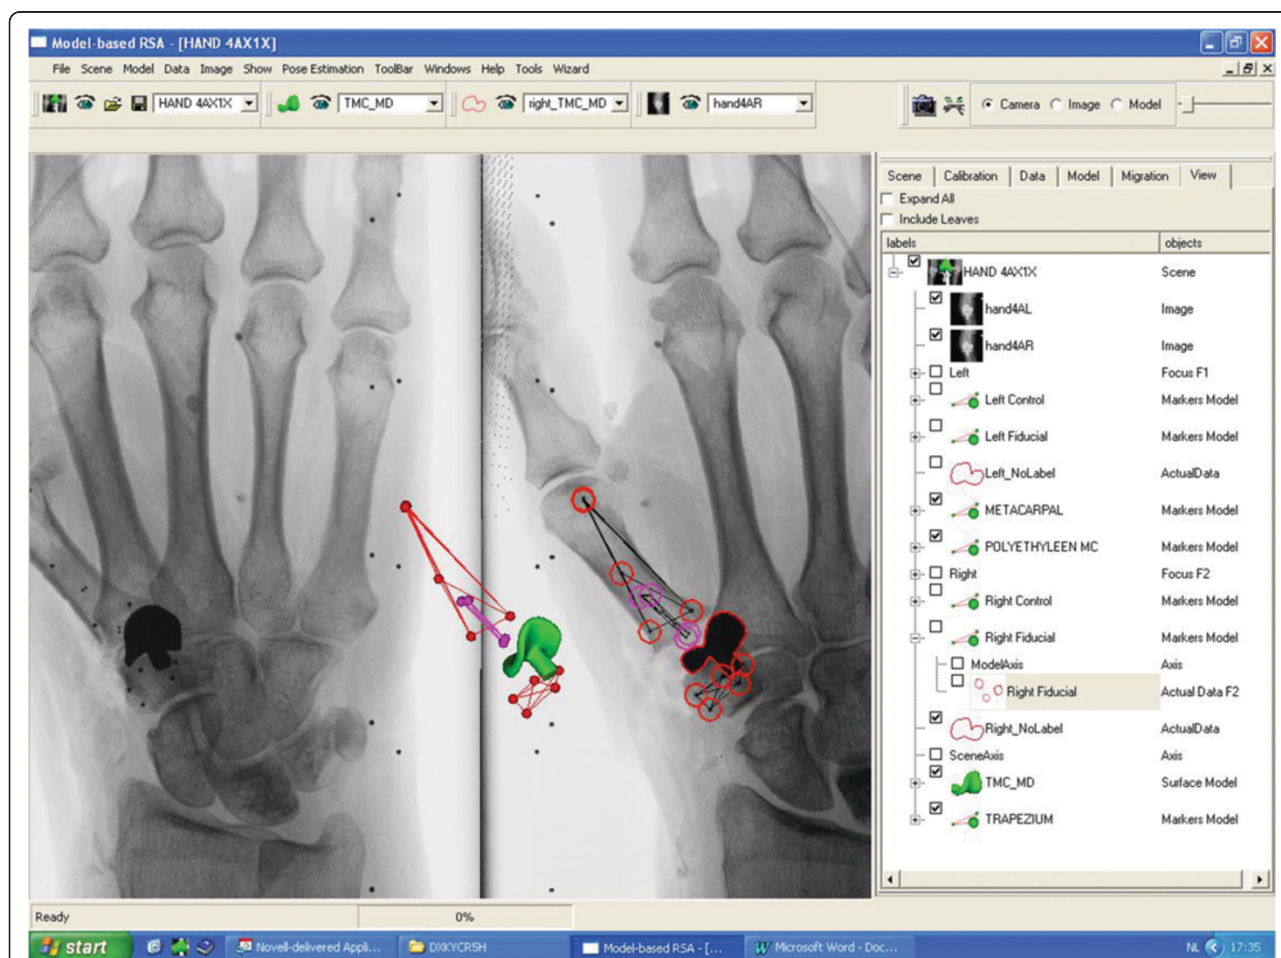 Model-based RSA - [HAND 4AX1X]
File Scene Model Data Image Show Pose Estimation ToolBar Windows Help Tools Wizard
HAND 4AX1X TMC_MD right_TMC_MD hand4AR Camera Image Model
Scene Calibration Data Model Migration View
Expand All
Include Leaves
labels objects
HAND 4AX1X Scene
hand4AL Image
hand4AR Image
Left Focus F1
Left Control Markers Model
Left Fiducial Markers Model
Left_NoLabel ActualData
METACARPAL Markers Model
POLYETHYLEEN MC Markers Model
Right Focus F2
Right Control Markers Model
Right Fiducial Markers Model
ModelAxis Axis
Right Fiducial Actual Data F2
Right_NoLabel ActualData
SceneAxis Axis
TMC_MD Surface Model
TRAPEZIUM Markers Model
Ready 0%
start Novell-delivered Appli... DXKYCRSH Model-based RSA - [... Microsoft Word - Doc... NL 17:35